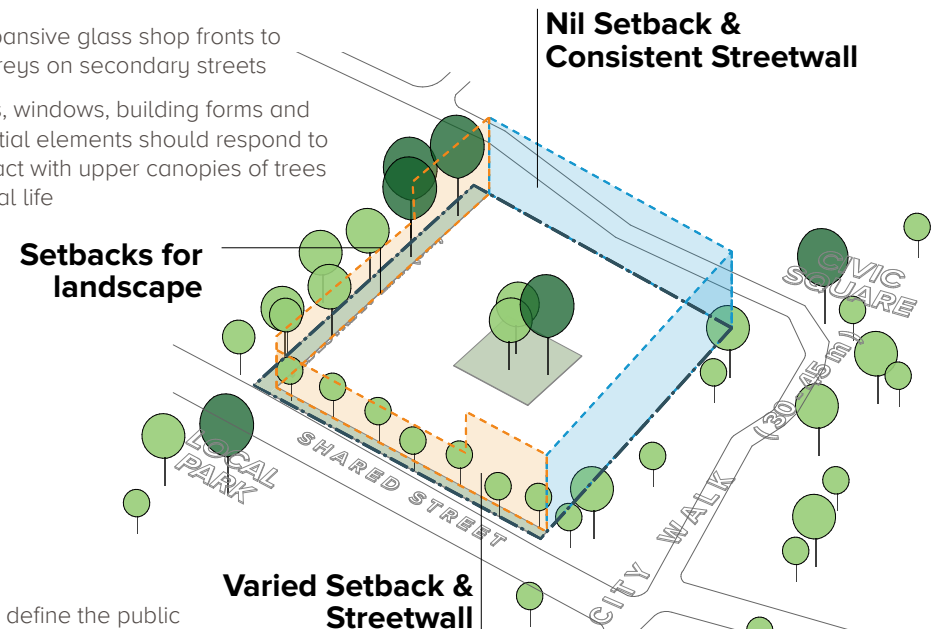 pansive glass shop fronts to
reys on secondary streets
s, windows, building forms and
tial elements should respond to
act with upper canopies of trees
al life
Nil Setback &
Consistent Streetwall
Setbacks for
landscape
CIVIC
SQUARE
(30-45 m)
LOCAL
PARK
SHARED STREET
CITY WALK
Varied Setback &
Streetwall
define the public